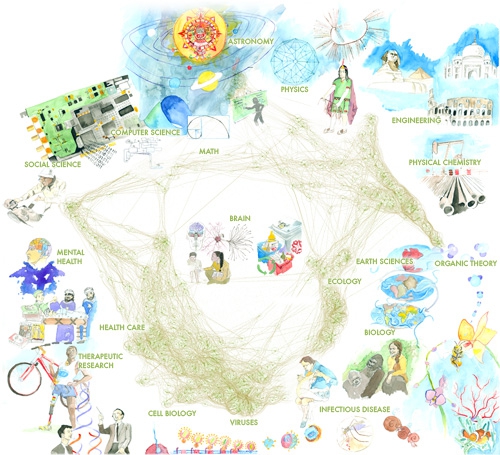 ASTRONOMY
PHYSICS
ENGINEERING
COMPUTER SCIENCE
MATH
SOCIAL SCIENCE
PHYSICAL CHEMISTRY
BRAIN
MENTAL HEALTH
EARTH SCIENCES
ORGANIC THEORY
ECOLOGY
HEALTH CARE
BIOLOGY
THERAPEUTIC RESEARCH
CELL BIOLOGY
VIRUSES
INFECTIOUS DISEASE